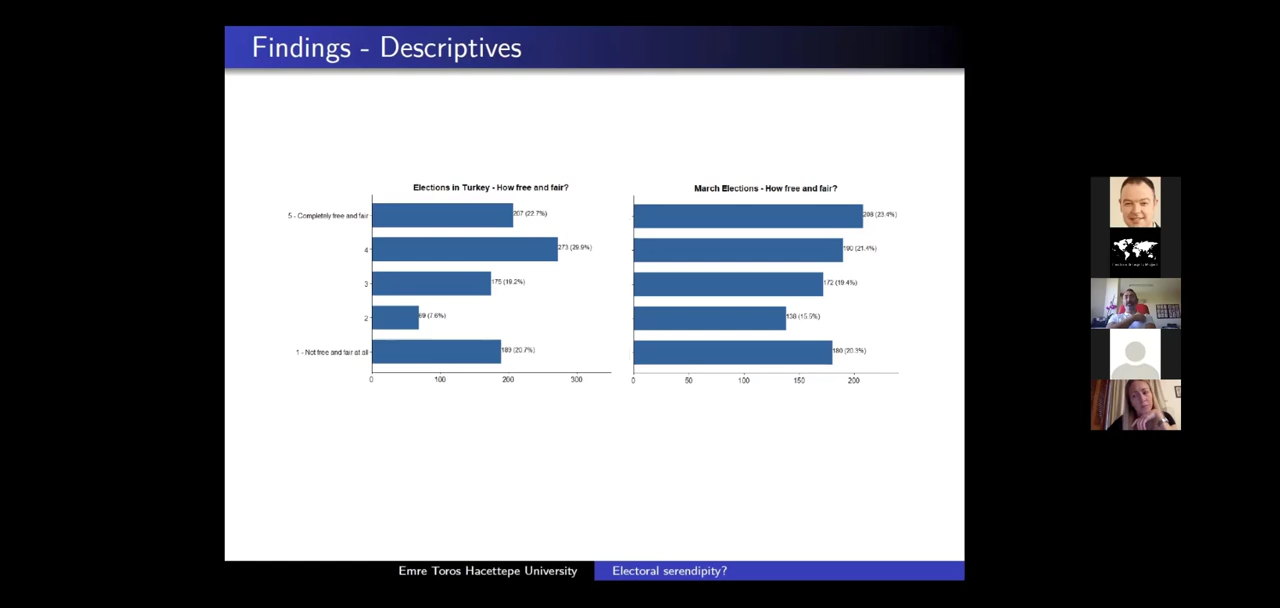 Findings - Descriptives
Elections in Turkey - How free and fair?
5 - Completely free and fair
207 (22.7%)
4
273 (29.9%)
3
175 (19.2%)
2
69 (7.6%)
1 - Not free and fair at all
189 (20.7%)
0 100 200 300
March Elections - How free and fair?
208 (23.4%)
190 (21.4%)
172 (19.4%)
138 (15.5%)
180 (20.3%)
0 50 100 150 200
Emre Toros Hacettepe University
Electoral serendipity?